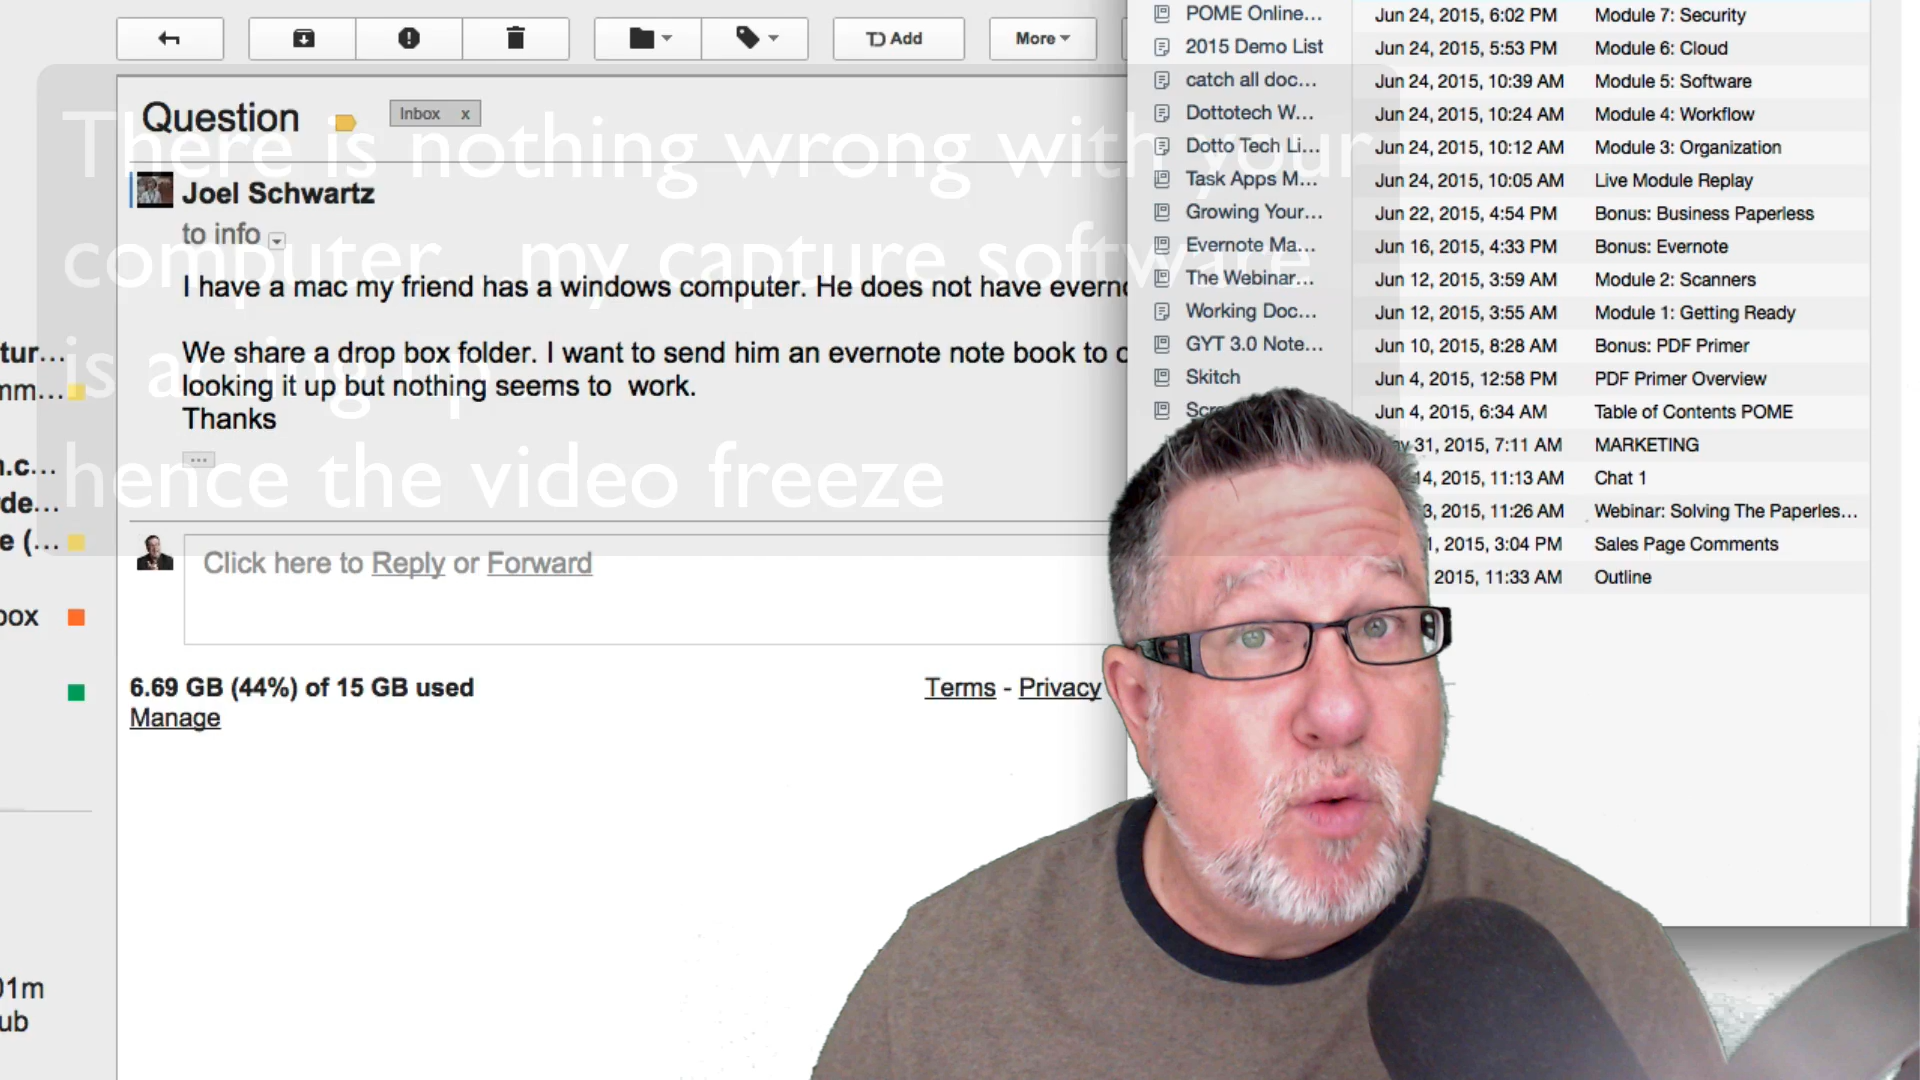 Add
More
Question
Inbox x
There is nothing wrong with your
computer... my capture software
is acting up.
hence the video freeze
Joel Schwartz
to info
I have a mac my friend has a windows computer. He does not have
We share a drop box folder. I want to send him an evernote note book to
looking it up but nothing seems to work.
Thanks
Click here to Reply or Forward
6.69 GB (44%) of 15 GB used
Manage
Terms - Privacy
tur...
mm...
.c...
de...
e (...
ox
01m
ub
POME Online... Jun 24, 2015, 6:02 PM Module 7: Security
2015 Demo List Jun 24, 2015, 5:53 PM Module 6: Cloud
catch all doc... Jun 24, 2015, 10:39 AM Module 5: Software
Dottotech W... Jun 24, 2015, 10:24 AM Module 4: Workflow
Dotto Tech Li... Jun 24, 2015, 10:12 AM Module 3: Organization
Task Apps M... Jun 24, 2015, 10:05 AM Live Module Replay
Growing Your... Jun 22, 2015, 4:54 PM Bonus: Business Paperless
Evernote Ma... Jun 16, 2015, 4:33 PM Bonus: Evernote
The Webinar... Jun 12, 2015, 3:59 AM Module 2: Scanners
Working Doc... Jun 12, 2015, 3:55 AM Module 1: Getting Ready
GYT 3.0 Note... Jun 10, 2015, 8:28 AM Bonus: PDF Primer
Skitch Jun 4, 2015, 12:58 PM PDF Primer Overview
Jun 4, 2015, 6:34 AM Table of Contents POME
31, 2015, 7:11 AM MARKETING
14, 2015, 11:13 AM Chat 1
3, 2015, 11:26 AM Webinar: Solving The Paperles...
1, 2015, 3:04 PM Sales Page Comments
2015, 11:33 AM Outline